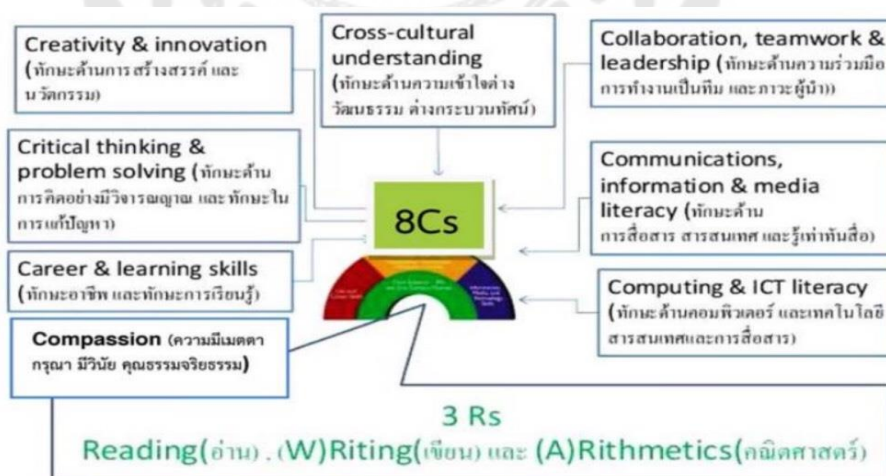 Creativity & innovation
(ทักษะด้านการสร้างสรรค์ และ
นวัตกรรม)
Cross-cultural
understanding
(ทักษะด้านความเข้าใจต่าง
วัฒนธรรม ต่างกระบวนทัศน์)
Collaboration, teamwork &
leadership (ทักษะด้านความร่วมมือ
การทำงานเป็นทีม และภาวะผู้นำ))
Critical thinking &
problem solving (ทักษะด้าน
การคิดอย่างมีวิจารณญาณ และทักษะใน
การแก้ปัญหา)
8Cs
Communications,
information & media
literacy (ทักษะด้าน
การสื่อสาร สารสนเทศ และรู้เท่าทันสื่อ)
Career & learning skills
(ทักษะอาชีพ และทักษะการเรียนรู้)
Computing & ICT literacy
(ทักษะด้านคอมพิวเตอร์ และเทคโนโลยี
สารสนเทศและการสื่อสาร)
Compassion (ความมีเมตตา
กรุณา มีวินัย คุณธรรมจริยธรรม)
3 Rs
Reading(อ่าน) . (W)Riting(เขียน) และ (A)Rithmetics(คณิตศาสตร์)